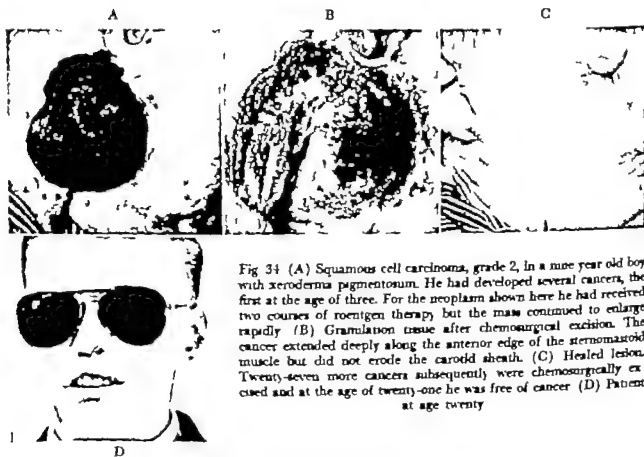 A B C
Fig 34 (A) Squamous cell carcinoma, grade 2, in a nine year old boy
with xeroderma pigmentosum. He had developed several cancers, the
first at the age of three. For the neoplasm shown here he had received
two courses of roentgen therapy but the mass continued to enlarge
rapidly (B) Granulation tissue after chemosurgical excision. The
cancer extended deeply along the anterior edge of the sternomastoid
muscle but did not erode the carotid sheath. (C) Healed lesion.
Twenty-seven more cancers subsequently were chemosurgically ex
cised and at the age of twenty-one he was free of cancer (D) Patient
at age twenty
D